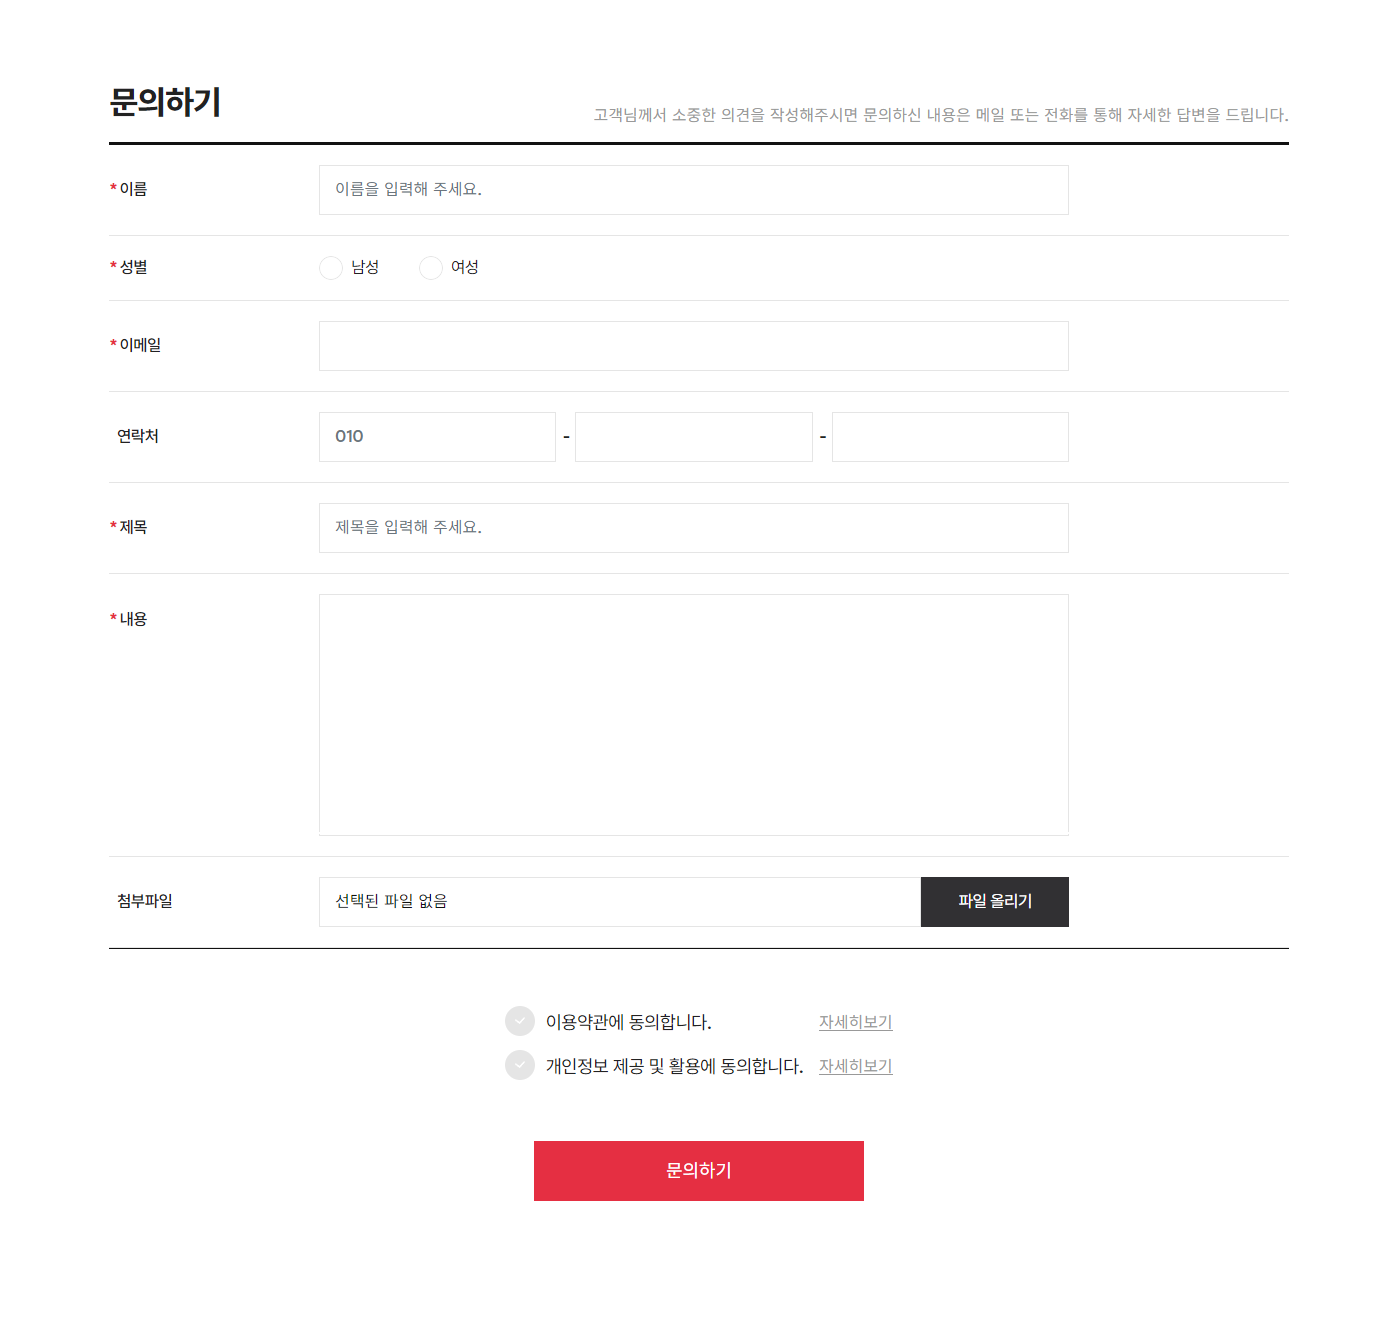 문의하기
고객님께서 소중한 의견을 작성해주시면 문의하신 내용은 메일 또는 전화를 통해 자세한 답변을 드립니다.
* 이름
이름을 입력해 주세요.
* 성별
남성 여성
* 이메일
연락처
010 - -
* 제목
제목을 입력해 주세요.
* 내용
첨부파일
선택된 파일 없음
파일 올리기
이용약관에 동의합니다. 자세히보기
개인정보 제공 및 활용에 동의합니다. 자세히보기
문의하기